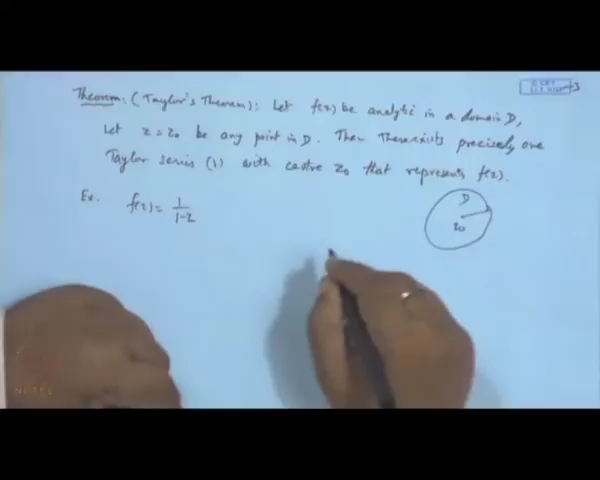 Theorem: (Taylor's Theorem): Let f(z) be analytic in a domain D,
Let z = z0 be any point in D. Then There exists precisely one
Taylor series (1) with centre z0 that represents f(z).
Ex. f(z) = 1/(1-z)
D
z0